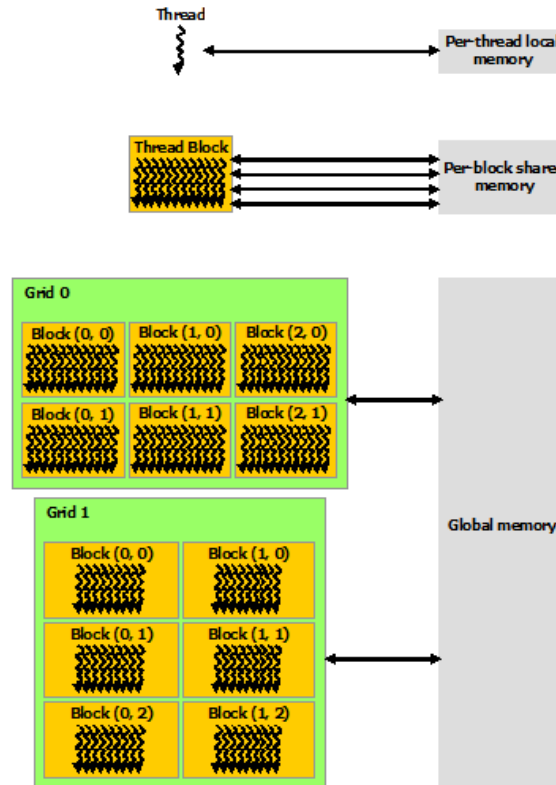 Thread
Per-thread local
memory
Thread Block
Per-block share
memory
Grid 0
Block (0, 0) Block (1, 0) Block (2, 0)
Block (0, 1) Block (1, 1) Block (2, 1)
Grid 1
Global memory
Block (0, 0) Block (1, 0)
Block (0, 1) Block (1, 1)
Block (0, 2) Block (1, 2)